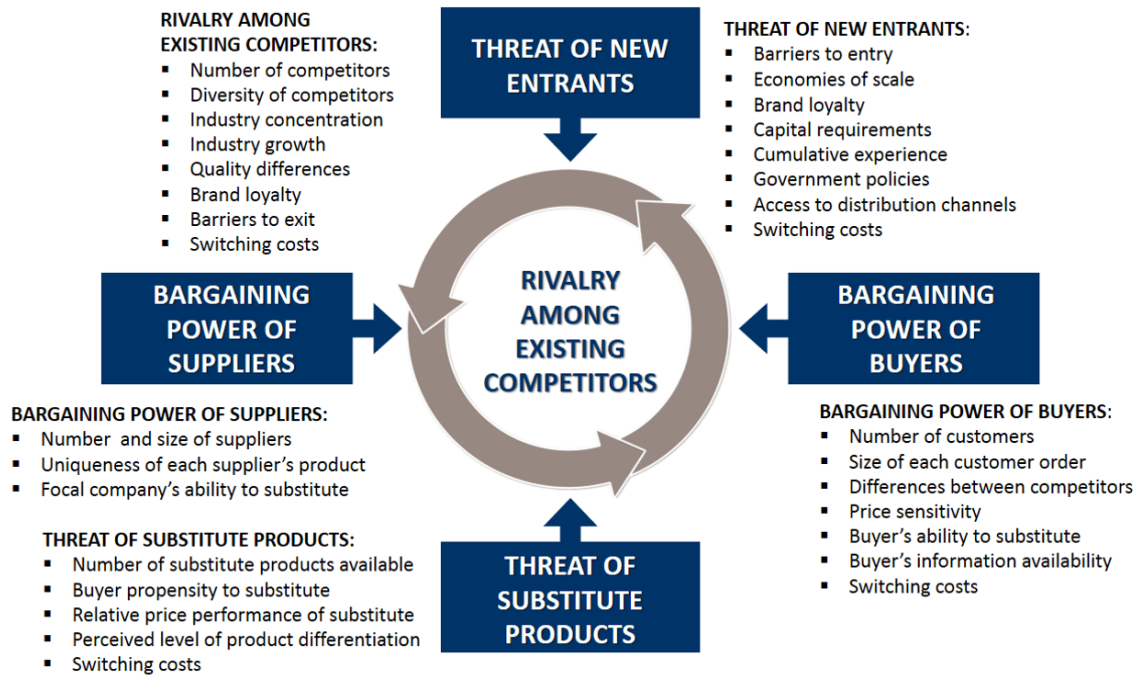 RIVALRY AMONG
EXISTING COMPETITORS:
▪ Number of competitors
▪ Diversity of competitors
▪ Industry concentration
▪ Industry growth
▪ Quality differences
▪ Brand loyalty
▪ Barriers to exit
▪ Switching costs
THREAT OF NEW
ENTRANTS
THREAT OF NEW ENTRANTS:
▪ Barriers to entry
▪ Economies of scale
▪ Brand loyalty
▪ Capital requirements
▪ Cumulative experience
▪ Government policies
▪ Access to distribution channels
▪ Switching costs
BARGAINING
POWER OF
SUPPLIERS
RIVALRY
AMONG
EXISTING
COMPETITORS
BARGAINING
POWER OF
BUYERS
BARGAINING POWER OF SUPPLIERS:
▪ Number and size of suppliers
▪ Uniqueness of each supplier's product
▪ Focal company's ability to substitute
BARGAINING POWER OF BUYERS:
▪ Number of customers
▪ Size of each customer order
▪ Differences between competitors
▪ Price sensitivity
▪ Buyer's ability to substitute
▪ Buyer's information availability
▪ Switching costs
THREAT OF SUBSTITUTE PRODUCTS:
▪ Number of substitute products available
▪ Buyer propensity to substitute
▪ Relative price performance of substitute
▪ Perceived level of product differentiation
▪ Switching costs
THREAT OF
SUBSTITUTE
PRODUCTS